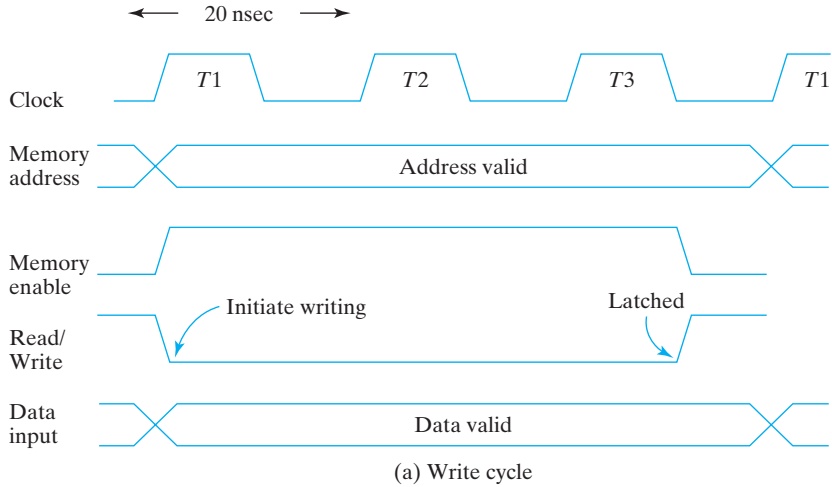 20 nsec
Clock
T1
T2
T3
T1
Memory
address
Address valid
Memory
enable
Initiate writing
Latched
Read/
Write
Data
input
Data valid
(a) Write cycle